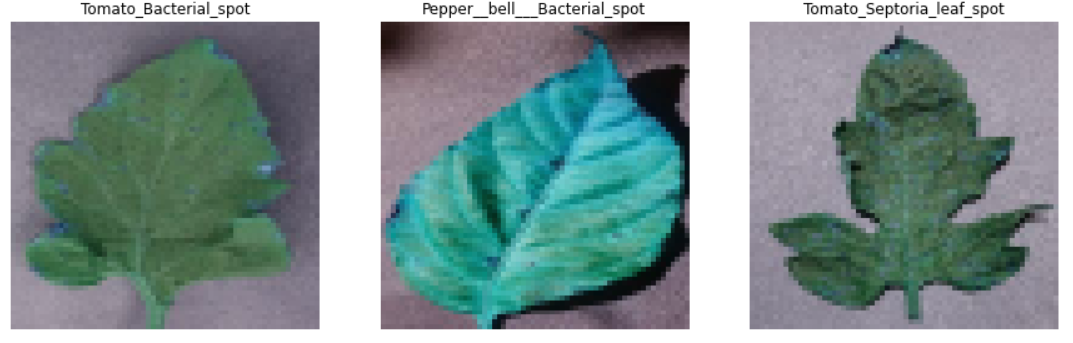 Tomato_Bacterial_spot
Pepper__bell___Bacterial_spot
Tomato_Septoria_leaf_spot